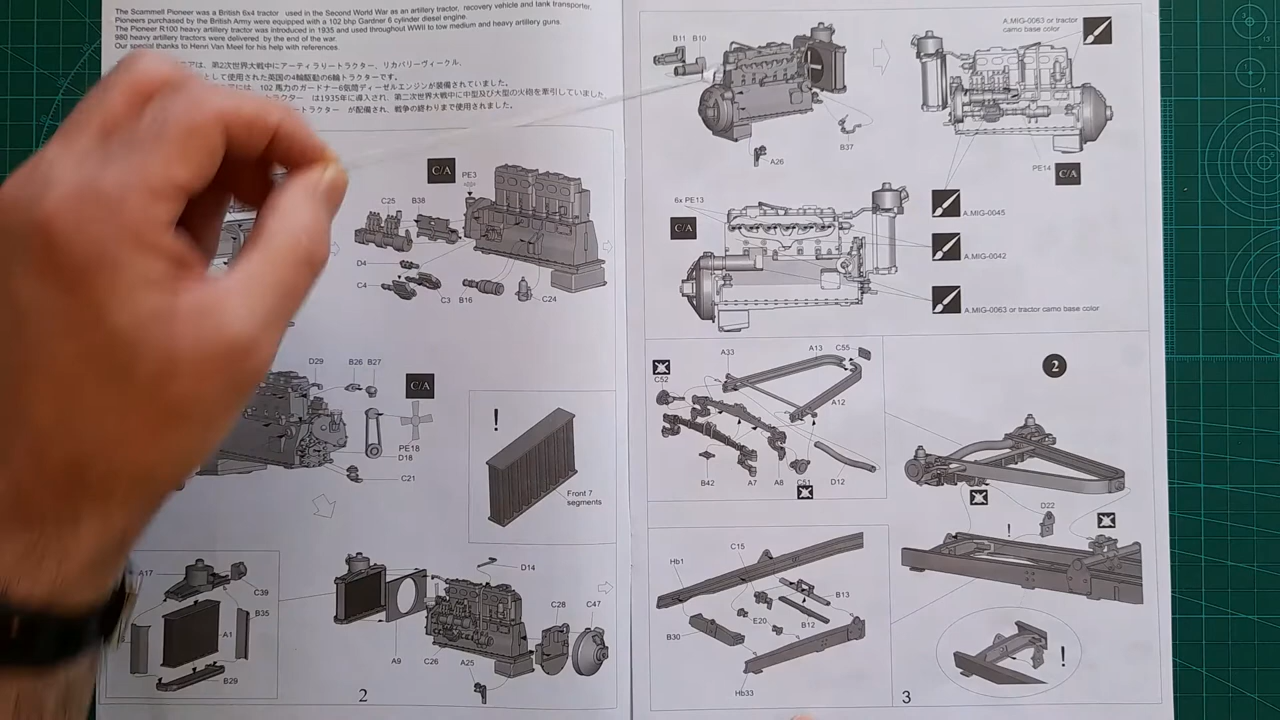 The Scammell Pioneer was a British 6x4 tractor used in the Second World War as an artillery tractor, recovery vehicle and tank transporter.
Pioneers purchased by the British Army were equipped with a 102 bhp Gardner 6 cylinder diesel engine.
The Pioneer R100 heavy artillery tractor was introduced in 1935 and used throughout WWII to tow medium and heavy artillery guns.
980 heavy artillery tractors were delivered by the end of the war.
Our special thanks to Henri Van Meel for his help with references.
アは、第2次世界大戦中にアーティラリートラクター、リカバリーヴィークル、
として使用された英国の4輪駆動の6輪トラクターです。
には、102 馬力のガードナー6気筒ディーゼルエンジンが装備されていました。
トラクター は1935年に導入され、第二次世界大戦中に中型及び大型の火砲を牽引していました
ートラクター が配備され、戦争の終わりまで使用されました。
C/A
PE3
C25
B38
D4
C4
C3
B16
C24
D29
B26
B27
C/A
PE18
D18
C21
!
Front 7
segments
A17
C39
B35
A1
B29
D14
C28
C47
A9
C26
A25
2
B11
B10
A.MIG-0063 or tractor
camo base color
B37
A26
PE14
C/A
6x PE13
C/A
A.MIG-0045
A.MIG-0042
A.MIG-0063 or tractor camo base color
A33
A13
C55
C52
A12
B42
A7
A8
C51
D12
2
D22
!
Hb1
C15
B13
E20
B12
B30
Hb33
!
3